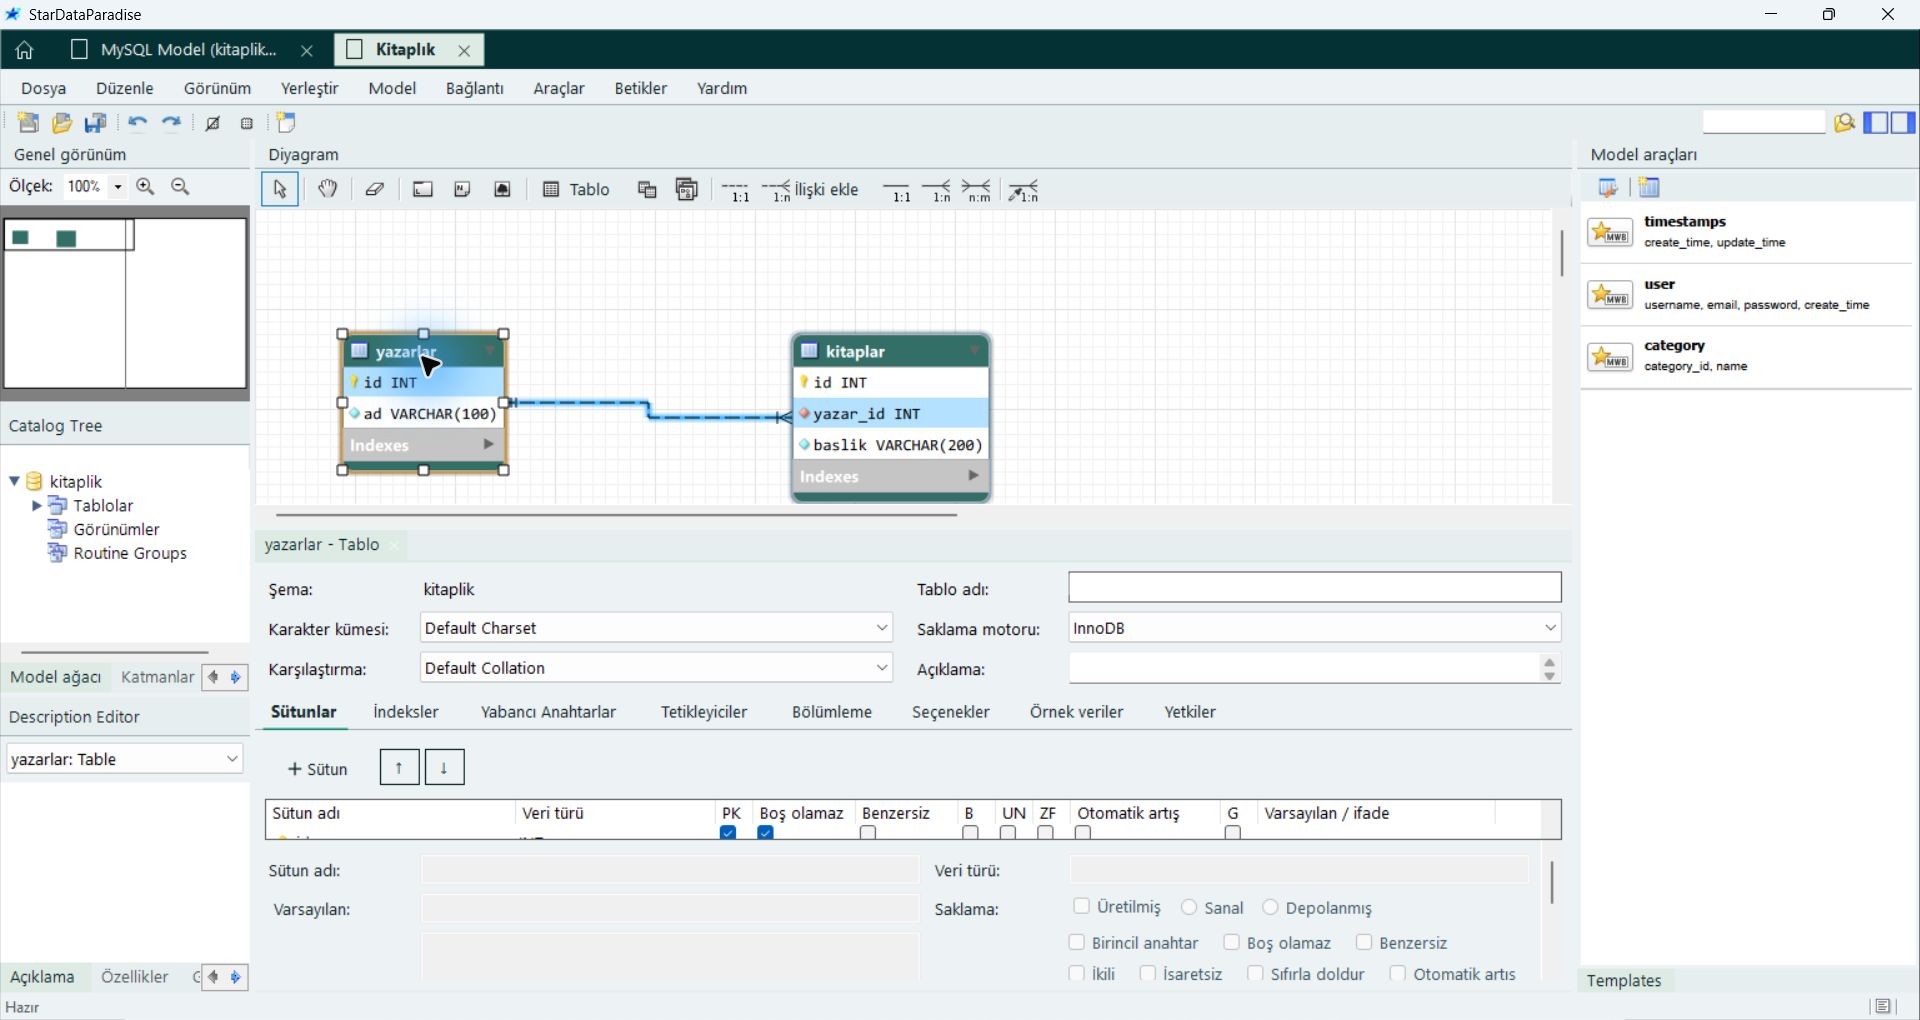 StarDataParadise
MySQL Model (kitaplik...
Kitaplık
Dosya Düzenle Görünüm Yerleştir Model Bağlantı Araçlar Betikler Yardım
Genel görünüm
Ölçek: 100%
Catalog Tree
kitaplik
Tablolar
Görünümler
Routine Groups
Model ağacı Katmanlar
Description Editor
yazarlar: Table
Açıklama Özellikler
Hazır
Diyagram
Tablo 1:1 1:n İlişki ekle 1:1 1:n n:m 1:n
yazarlar
id INT
ad VARCHAR(100)
Indexes
kitaplar
id INT
yazar_id INT
baslik VARCHAR(200)
Indexes
yazarlar - Tablo
Şema: kitaplik Tablo adı:
Karakter kümesi: Default Charset Saklama motoru: InnoDB
Karşılaştırma: Default Collation Açıklama:
Sütunlar İndeksler Yabancı Anahtarlar Tetikleyiciler Bölümleme Seçenekler Örnek veriler Yetkiler
+ Sütun ↑ ↓
Sütun adı Veri türü PK Boş olamaz Benzersiz B UN ZF Otomatik artış G Varsayılan / ifade
Sütun adı: Veri türü:
Varsayılan: Saklama: Üretilmiş Sanal Depolanmış
Birincil anahtar Boş olamaz Benzersiz
İkili İsaretsiz Sıfırla doldur Otomatik artıs
Model araçları
MWB timestamps
create_time, update_time
MWB user
username, email, password, create_time
MWB category
category_id, name
Templates